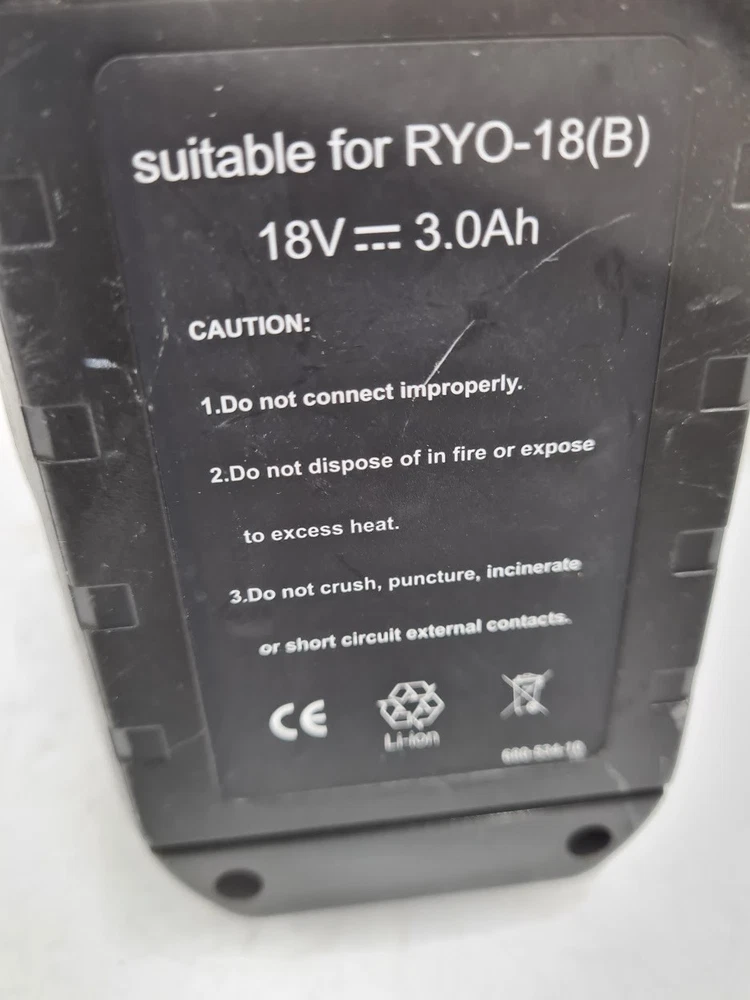 suitable for RYO-18(B)
18V⎓3.0Ah
CAUTION:
1.Do not connect improperly.
2.Do not dispose of in fire or expose
to excess heat.
3.Do not crush, puncture, incinerate
or short circuit external contacts.
CE
Li-ion